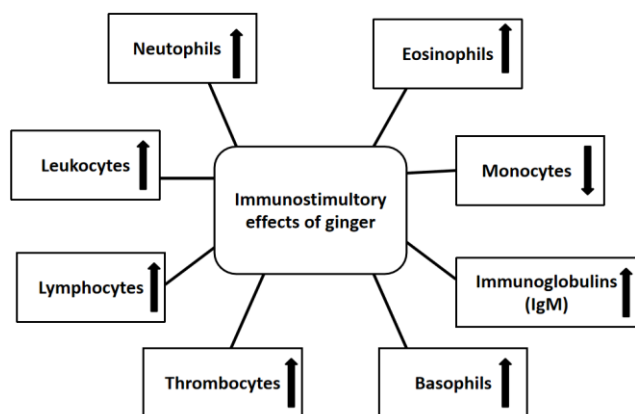 Neutophils
Eosinophils
Leukocytes
Immunostimultory
effects of ginger
Monocytes
Lymphocytes
Immunoglobulins
(IgM)
Thrombocytes
Basophils